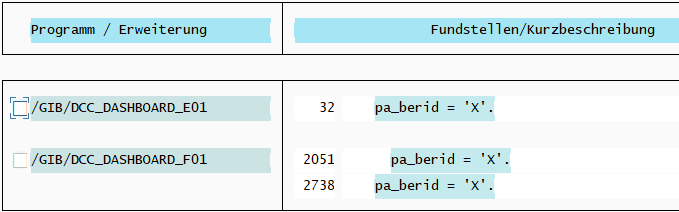 Programm / Erweiterung Fundstellen/Kurzbeschreibung
/GIB/DCC_DASHBOARD_E01 32 pa_berid = 'X'.
/GIB/DCC_DASHBOARD_F01 2051 pa_berid = 'X'.
2738 pa_berid = 'X'.